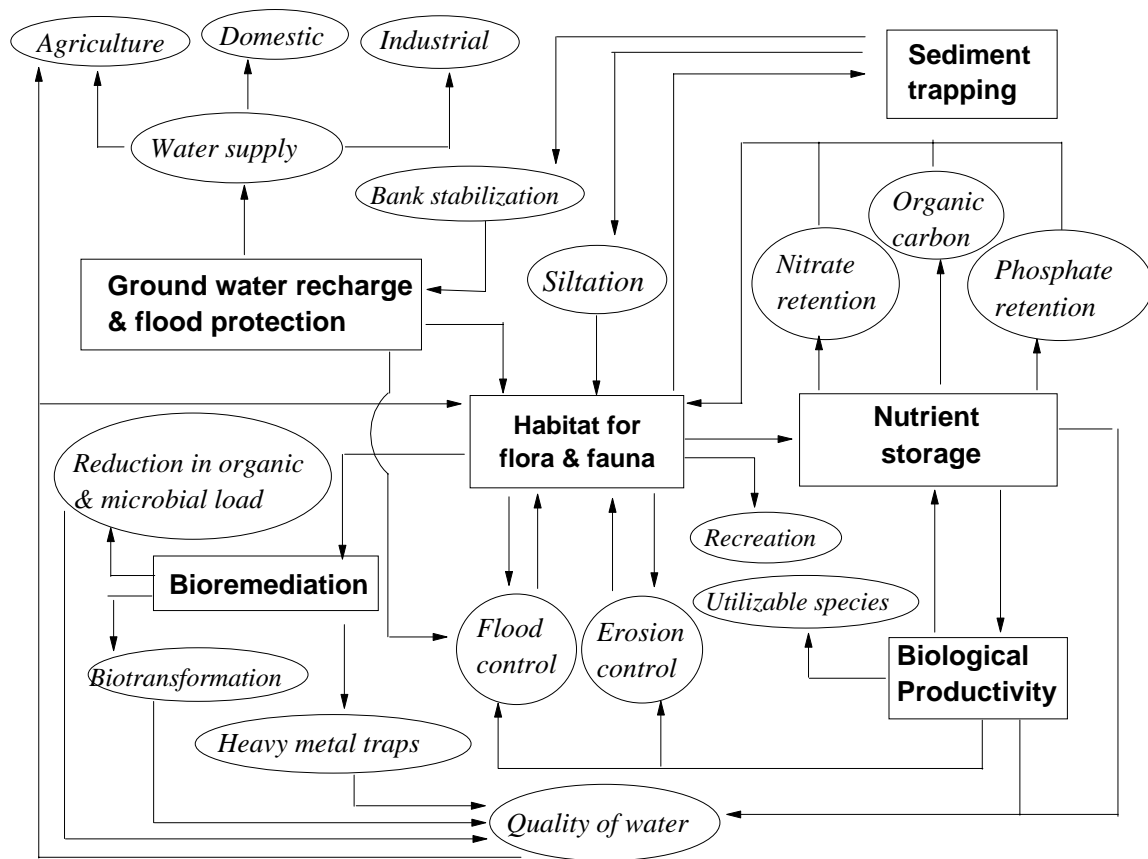 Agriculture
Domestic
Industrial
Sediment
trapping
Water supply
Bank stabilization
Organic
carbon
Nitrate
retention
Phosphate
retention
Ground water recharge
& flood protection
Siltation
Habitat for
flora & fauna
Nutrient
storage
Reduction in organic
& microbial load
Recreation
Bioremediation
Utilizable species
Flood
control
Erosion
control
Biological
Productivity
Biotransformation
Heavy metal traps
Quality of water